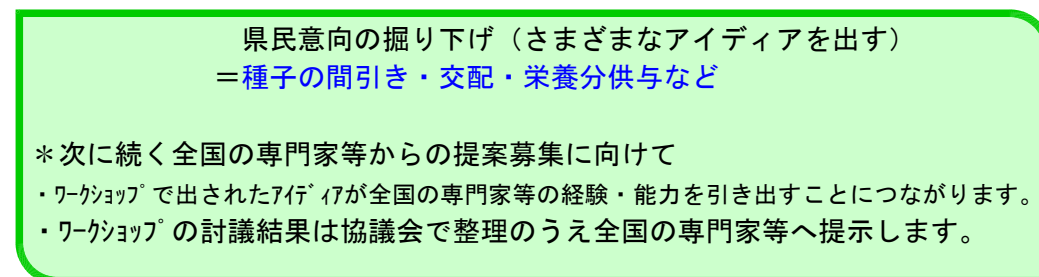 県民意向の掘り下げ（さまざまなアイディアを出す）
＝種子の間引き・交配・栄養分供与など
＊次に続く全国の専門家等からの提案募集に向けて
・ﾜｰｸｼｮｯﾌﾟで出されたｱｲﾃﾞｨｱが全国の専門家等の経験・能力を引き出すことにつながります。
・ﾜｰｸｼｮｯﾌﾟの討議結果は協議会で整理のうえ全国の専門家等へ提示します。